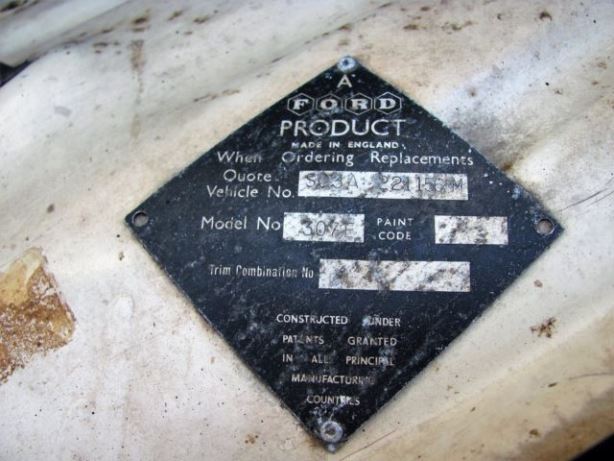 A
FORD
PRODUCT
MADE IN ENGLAND
When Ordering Replacements
Quote
Vehicle No.
Model No 307E PAINT
CODE
Trim Combination No
CONSTRUCTED UNDER
PATENTS GRANTED
IN ALL PRINCIPAL
MANUFACTURING
COUNTRIES